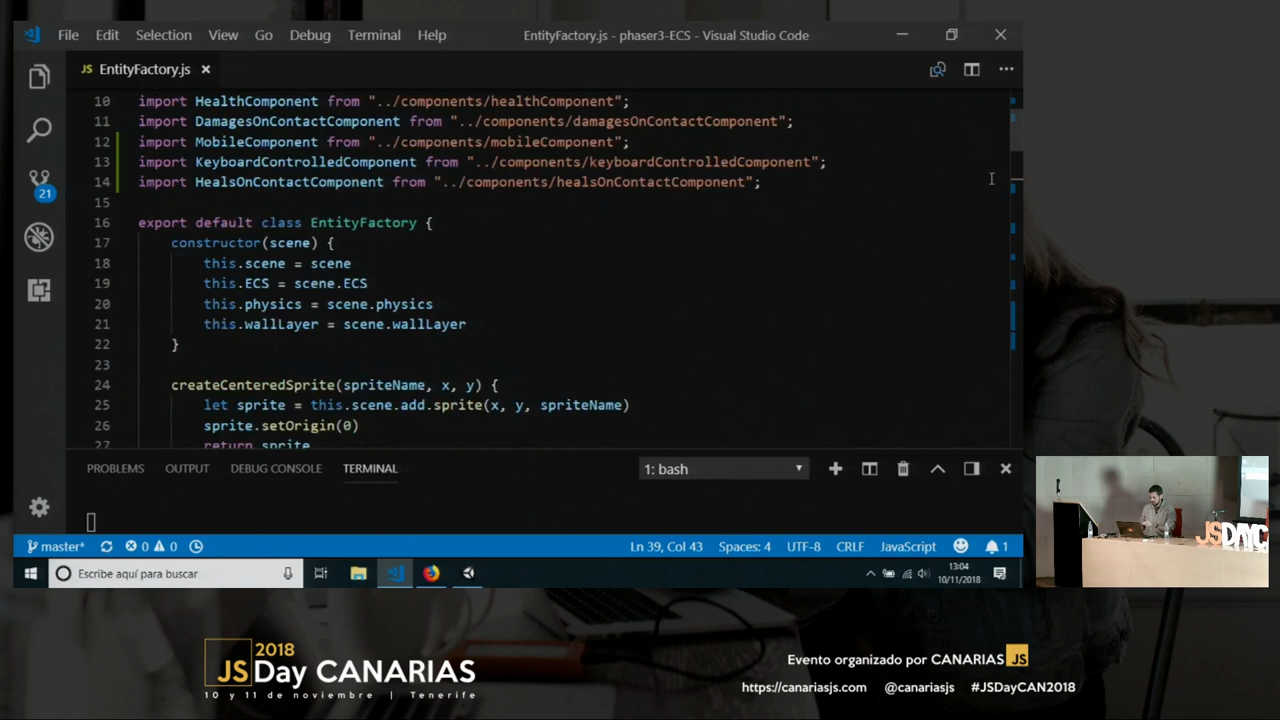 File Edit Selection View Go Debug Terminal Help EntityFactory.js - phaser3-ECS - Visual Studio Code
JS EntityFactory.js
10 import HealthComponent from "../components/healthComponent";
11 import DamagesOnContactComponent from "../components/damagesOnContactComponent";
12 import MobileComponent from "../components/mobileComponent";
13 import KeyboardControlledComponent from "../components/keyboardControlledComponent";
14 import HealsOnContactComponent from "../components/healsOnContactComponent";
15
16 export default class EntityFactory {
17 constructor(scene) {
18 this.scene = scene
19 this.ECS = scene.ECS
20 this.physics = scene.physics
21 this.wallLayer = scene.wallLayer
22 }
23
24 createCenteredSprite(spriteName, x, y) {
25 let sprite = this.scene.add.sprite(x, y, spriteName)
26 sprite.setOrigin(0)
27 return sprite
21
PROBLEMS OUTPUT DEBUG CONSOLE TERMINAL 1: bash
master* 0 0 Ln 39, Col 43 Spaces: 4 UTF-8 CRLF JavaScript 1
Escribe aquí para buscar
13:04
10/11/2018
JSDAYC
2018
JSDay CANARIAS
10 y 11 de noviembre | Tenerife
Evento organizado por CANARIAS JS
https://canariasjs.com @canariasjs #JSDayCAN2018